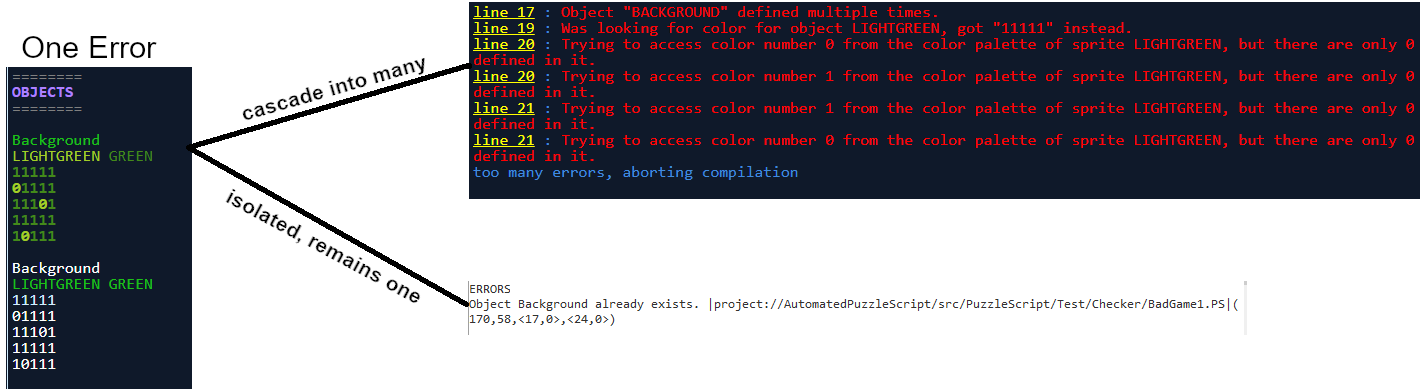 One Error
========
OBJECTS
========
Background
LIGHTGREEN GREEN
11111
01111
11101
11111
10111
Background
LIGHTGREEN GREEN
11111
01111
11101
11111
10111
cascade into many
isolated, remains one
line 17 : Object "BACKGROUND" defined multiple times.
line 19 : Was looking for color for object LIGHTGREEN, got "11111" instead.
line 20 : Trying to access color number 0 from the color palette of sprite LIGHTGREEN, but there are only 0
defined in it.
line 20 : Trying to access color number 1 from the color palette of sprite LIGHTGREEN, but there are only 0
defined in it.
line 21 : Trying to access color number 1 from the color palette of sprite LIGHTGREEN, but there are only 0
defined in it.
line 21 : Trying to access color number 0 from the color palette of sprite LIGHTGREEN, but there are only 0
defined in it.
too many errors, aborting compilation
ERRORS
Object Background already exists. |project://AutomatedPuzzleScript/src/PuzzleScript/Test/Checker/BadGame1.PS|(
170,58,<17,0>,<24,0>)